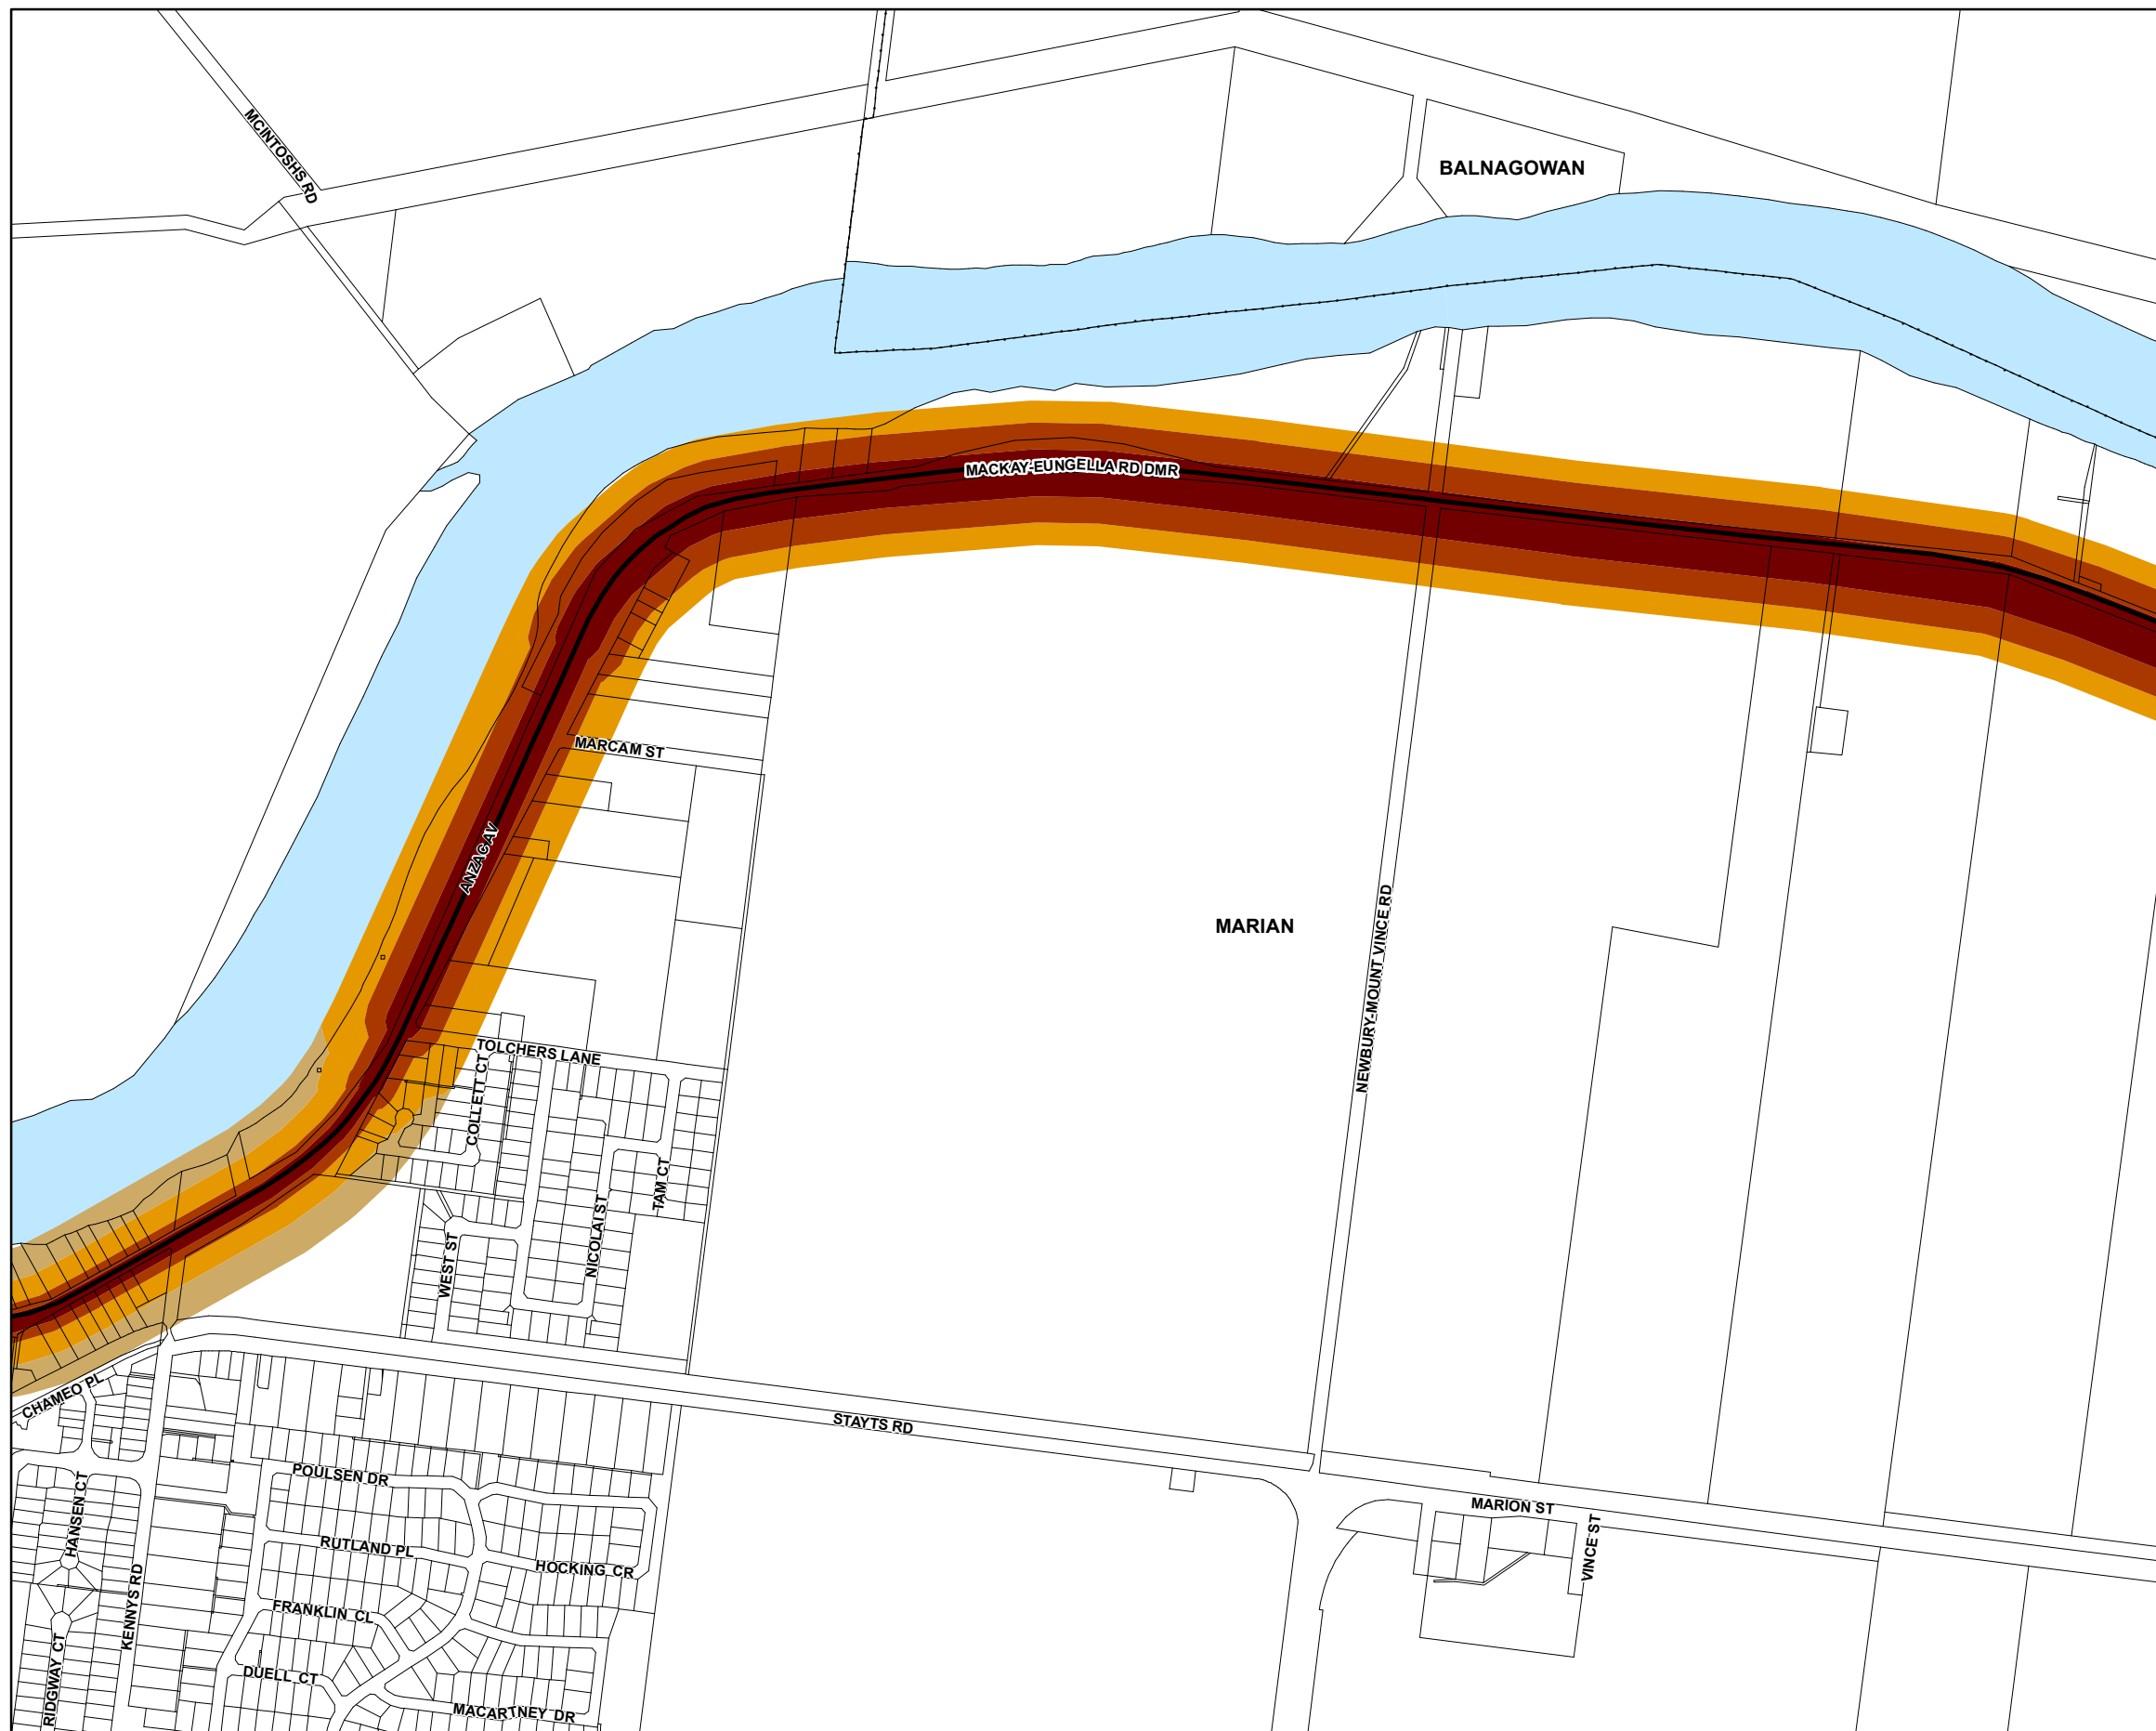 MCINTOSHS RD
BALNAGOWAN
MACKAY-EUNGELLA RD DMR
MARCAM ST
ANZAC AV
MARIAN
NEWBURY-MOUNT VINCE RD
TOLCHERS LANE
COLLETT CT
TAM CT
NICOLAI ST
WEST ST
CHAMEO PL
STAYTS RD
POULSEN DR
HANSEN CT
MARION ST
VINCE ST
RUTLAND PL
HOCKING CR
KENNYS RD
FRANKLIN CL
RIDGWAY CT
DUELL CT
MACARTNEY DR